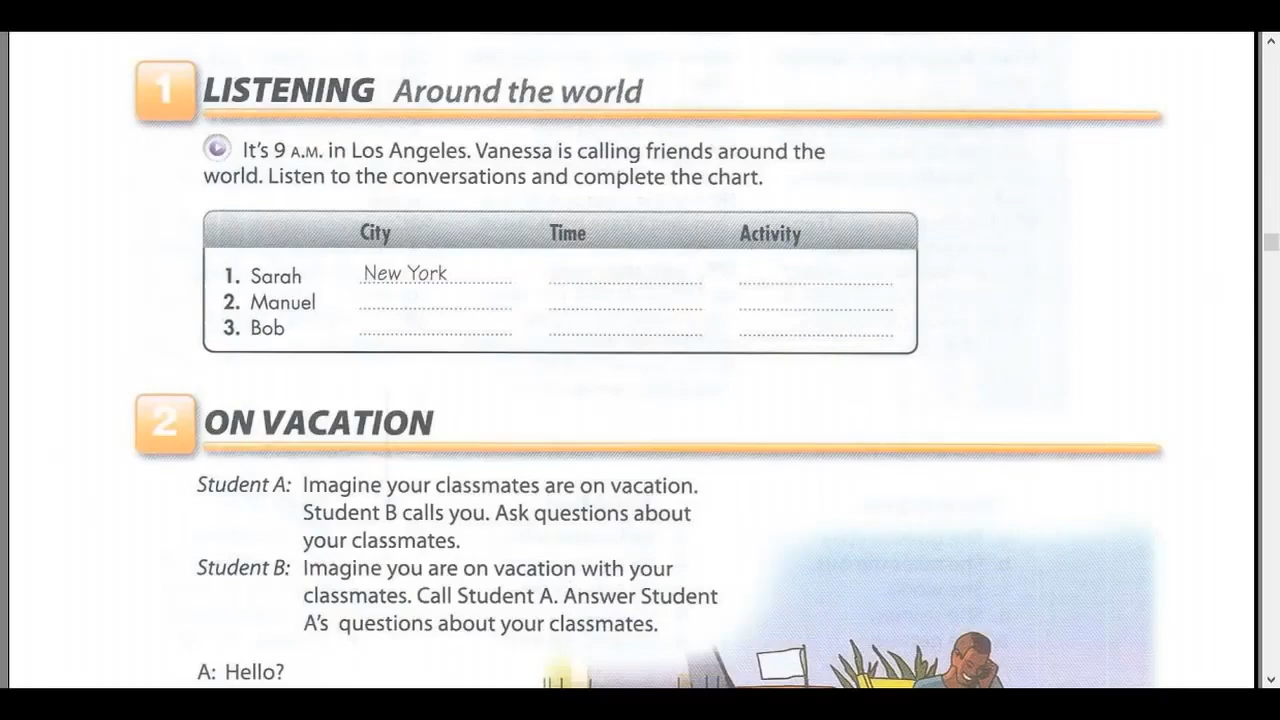 1 LISTENING Around the world
It's 9 A.M. in Los Angeles. Vanessa is calling friends around the
world. Listen to the conversations and complete the chart.
City Time Activity
1. Sarah New York
2. Manuel
3. Bob
2 ON VACATION
Student A: Imagine your classmates are on vacation.
Student B calls you. Ask questions about
your classmates.
Student B: Imagine you are on vacation with your
classmates. Call Student A. Answer Student
A's questions about your classmates.
A: Hello?